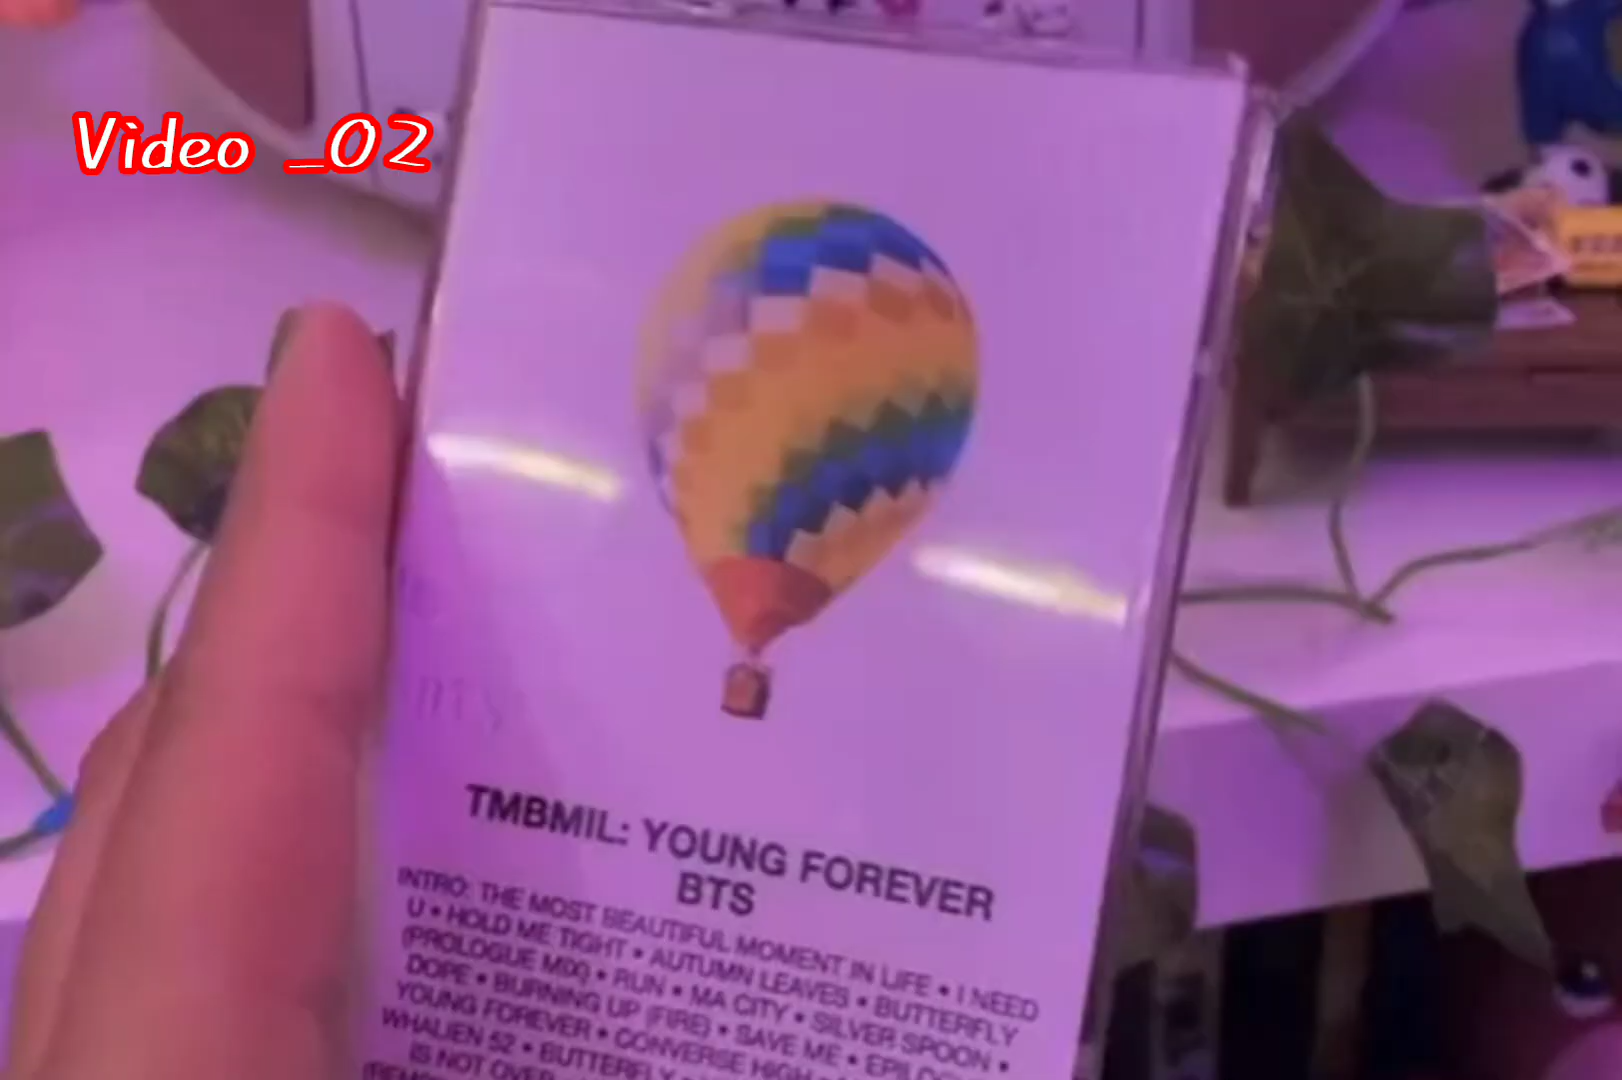 Video _02
TMBMIL: YOUNG FOREVER
BTS
INTRO: THE MOST BEAUTIFUL MOMENT IN LIFE • I NEED
U • HOLD ME TIGHT • AUTUMN LEAVES • BUTTERFLY
(PROLOGUE MIX) • RUN • MA CITY • SILVER SPOON •
DOPE • BURNING UP (FIRE) • SAVE ME •
YOUNG FOREVER • CONVERSE HIGH •
WHALIEN 52 • BUTTERFLY
IS NOT OVER